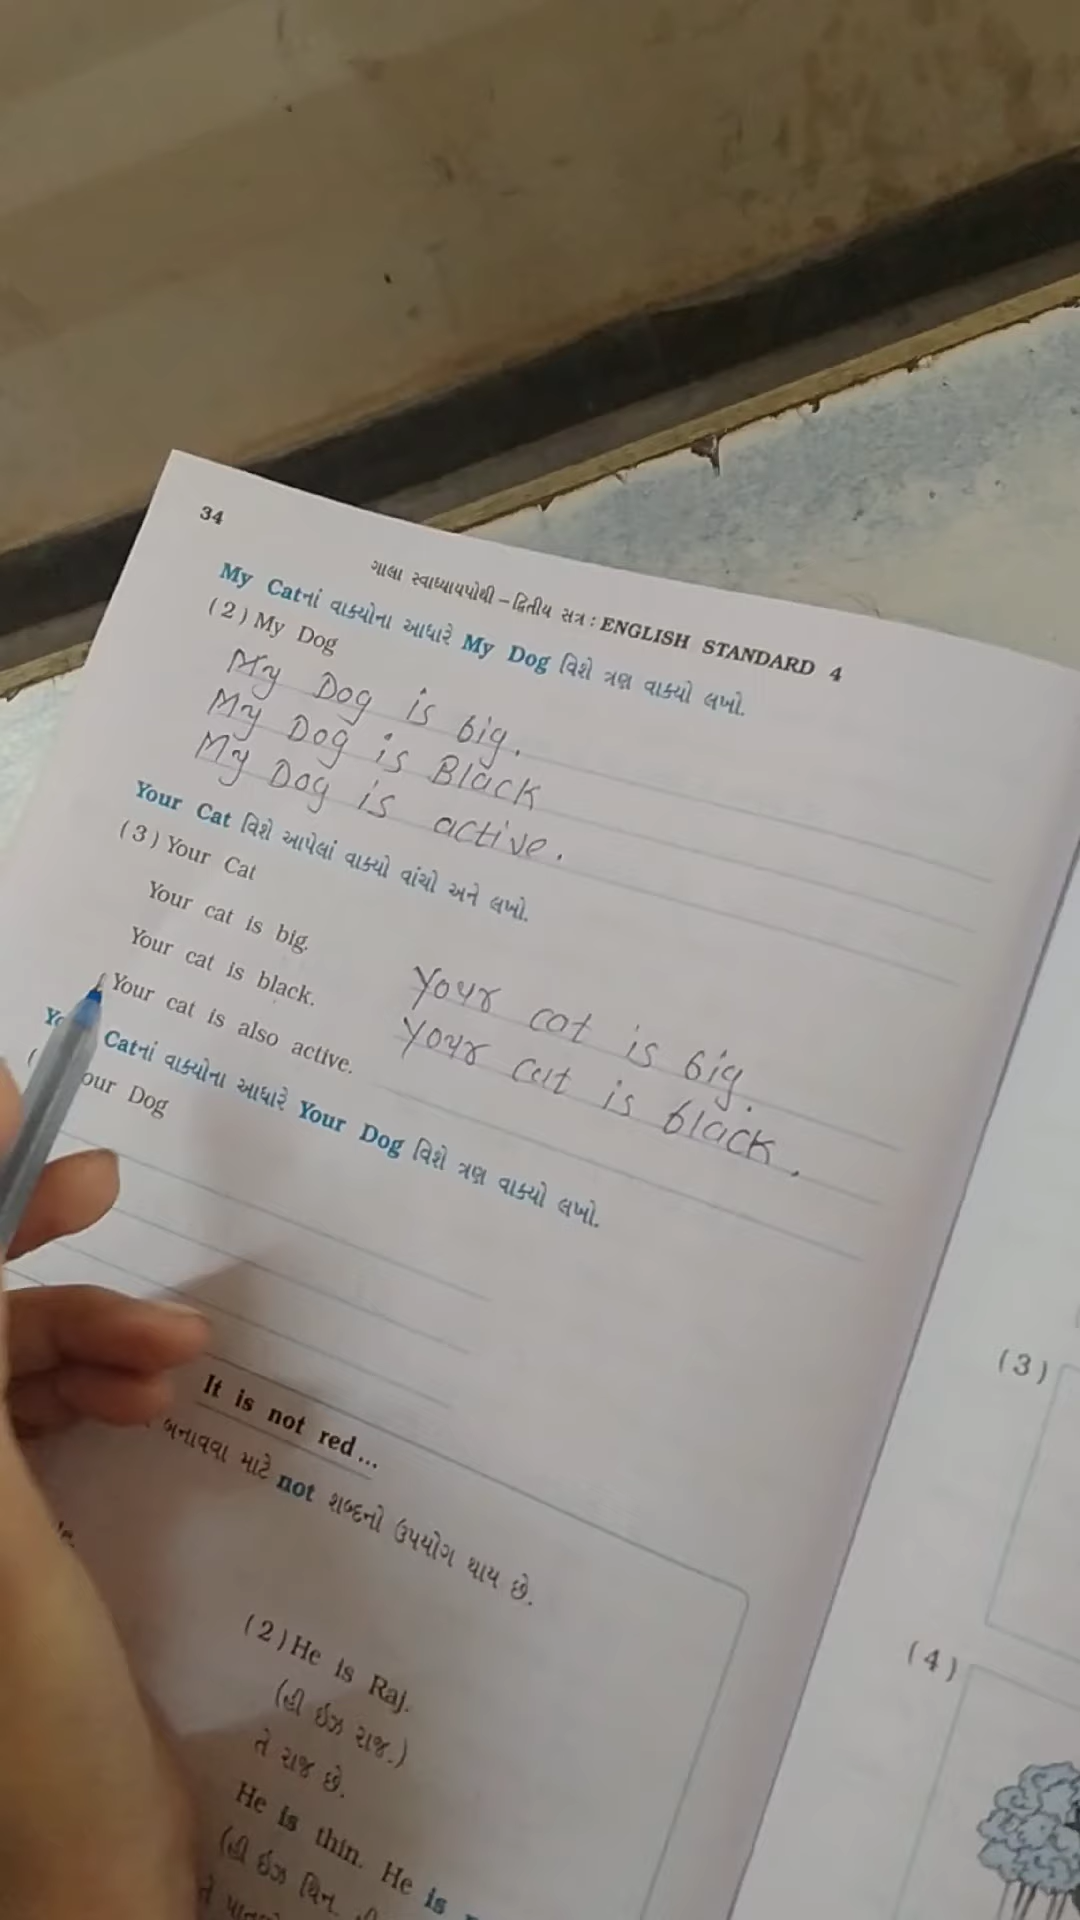 34
ગાલા સ્વાધ્યાયપોથી – દ્વિતીય સત્ર : ENGLISH STANDARD 4
My Catનાં વાક્યોના આધારે My Dog વિશે ત્રણ વાક્યો લખો.
(2) My Dog
My Dog is big.
My Dog is Black
My Dog is active.
Your Cat વિશે આપેલાં વાક્યો વાંચો અને લખો.
(3) Your Cat
Your cat is big.
Your cat is big.
Your cat is black.
Your cat is black.
Your cat is also active.
Catનાં વાક્યોના આધારે Your Dog વિશે ત્રણ વાક્યો લખો.
our Dog
It is not red...
બનાવવા માટે not શબ્દનો ઉપયોગ થાય છે.
(2) He is Raj.
(હી ઇઝ રાજ.)
તે રાજ છે.
He is thin. He is
(હી ઇઝ થિન.
(3)
(4)